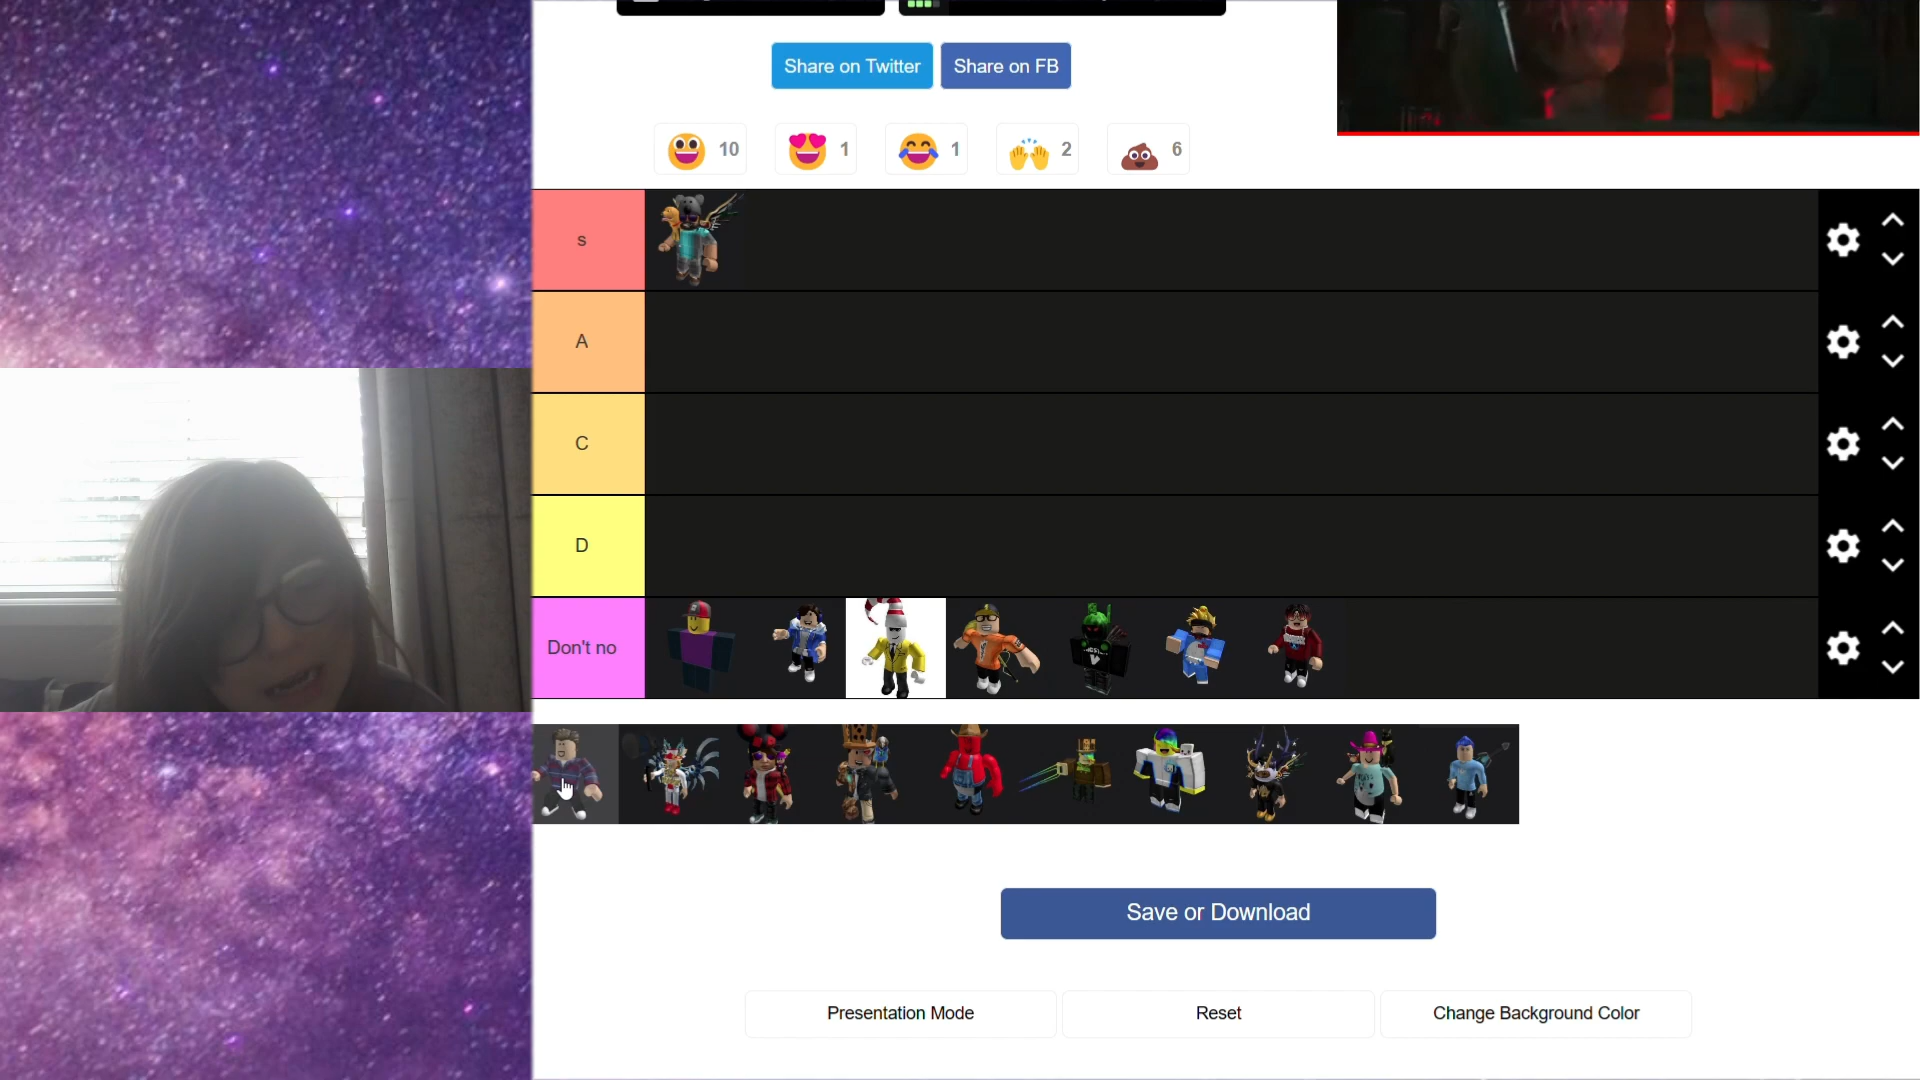 Share on Twitter
Share on FB
10
1
1
2
6
s
A
C
D
Don't no
Save or Download
Presentation Mode
Reset
Change Background Color